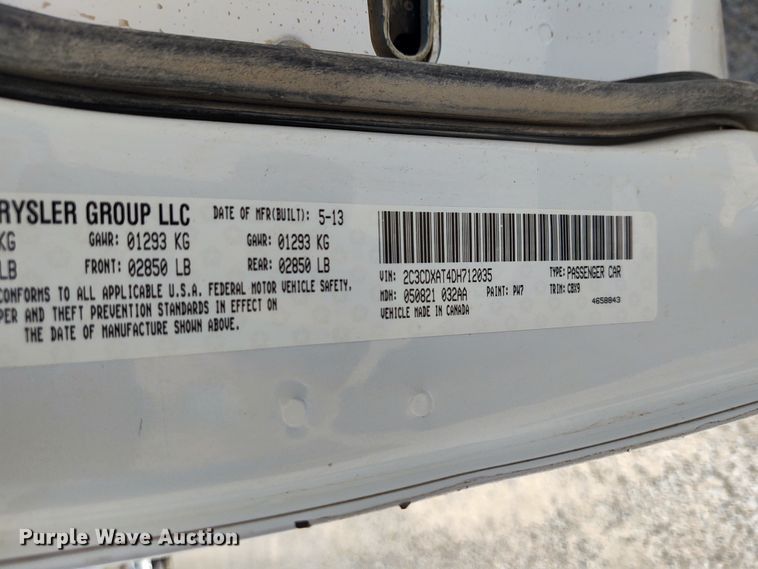 RYSLER GROUP LLC DATE OF MFR(BUILT): 5-13
KG GAWR: 01293 KG GAWR: 01293 KG
LB FRONT: 02850 LB REAR: 02850 LB
CONFORMS TO ALL APPLICABLE U.S.A. FEDERAL MOTOR VEHICLE SAFETY,
PER AND THEFT PREVENTION STANDARDS IN EFFECT ON
THE DATE OF MANUFACTURE SHOWN ABOVE.
VIN: 2C3CDXAT4DH712035 TYPE: PASSENGER CAR
MDH: 050821 032AA PAINT: PW7 TRIM: CBX9
VEHICLE MADE IN CANADA 4658843
Purple Wave Auction